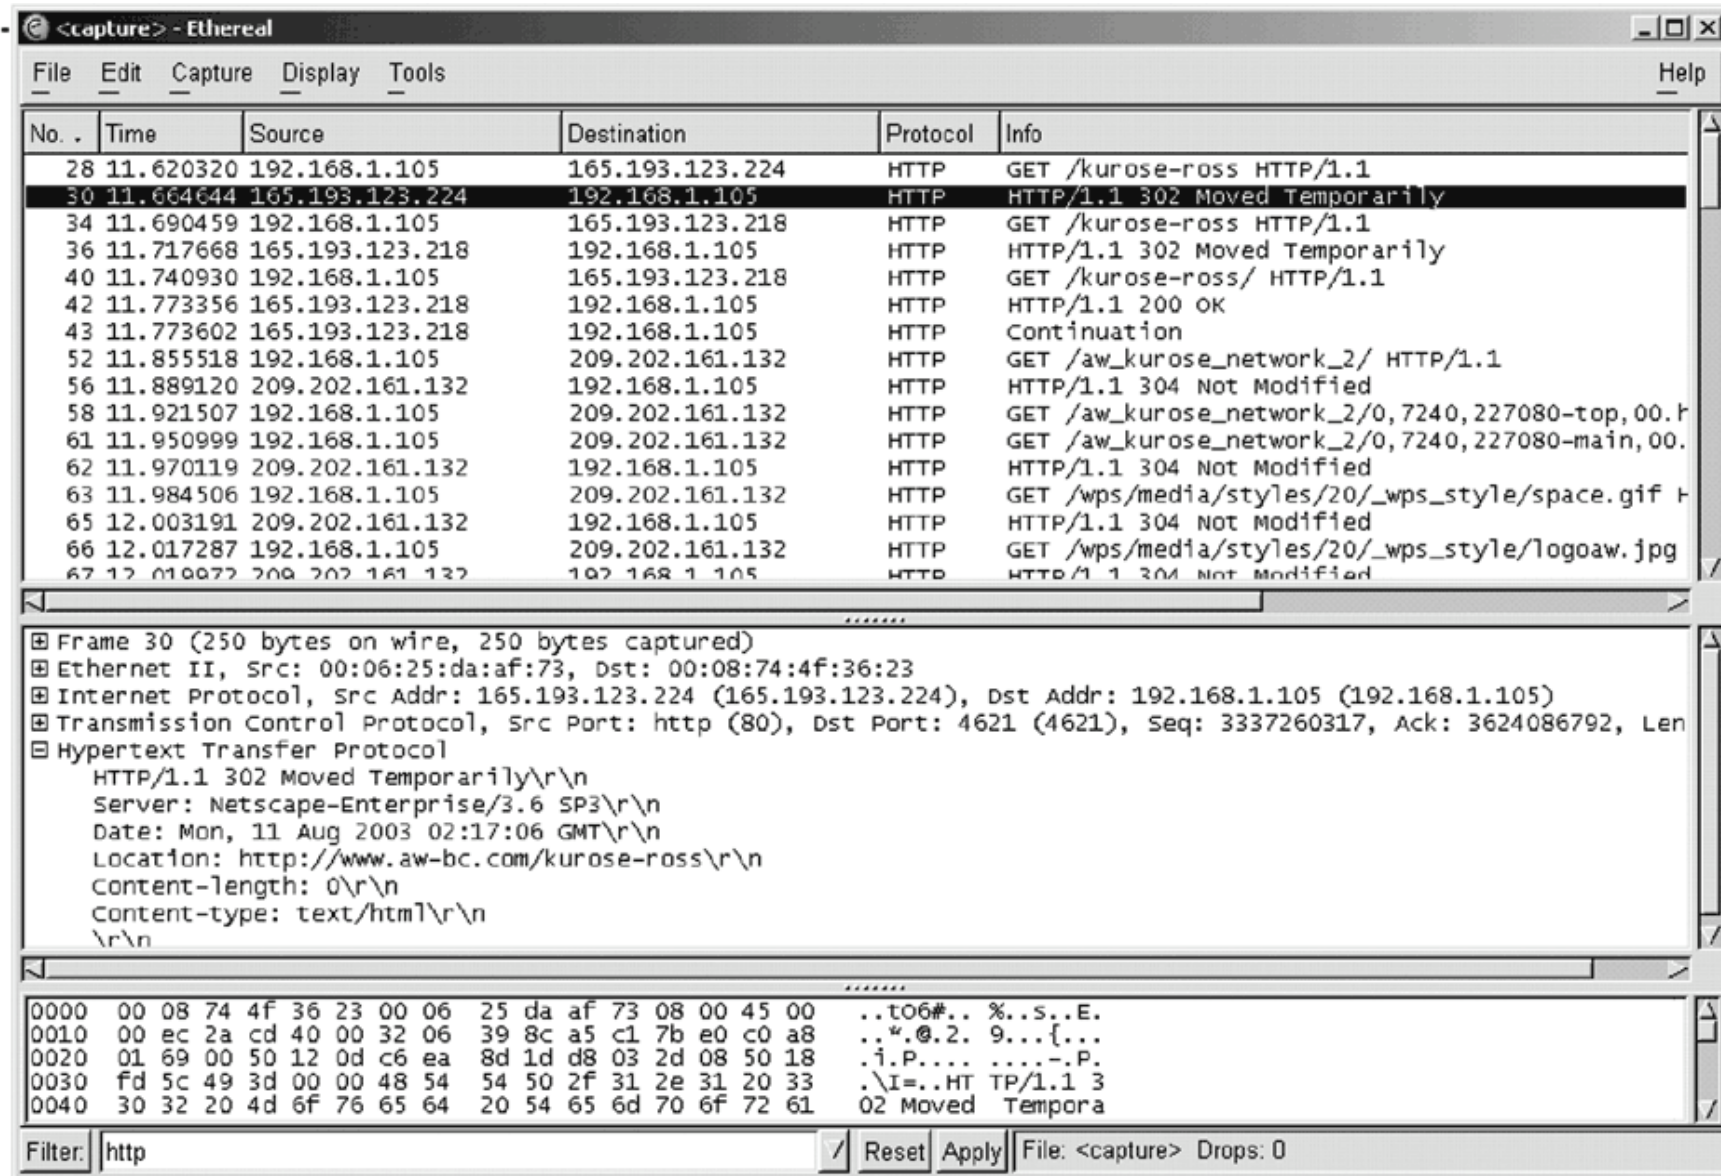 <capture> - Ethereal
File Edit Capture Display Tools Help
No. . Time Source Destination Protocol Info
28 11.620320 192.168.1.105 165.193.123.224 HTTP GET /kurose-ross HTTP/1.1
30 11.664644 165.193.123.224 192.168.1.105 HTTP HTTP/1.1 302 Moved Temporarily
34 11.690459 192.168.1.105 165.193.123.218 HTTP GET /kurose-ross HTTP/1.1
36 11.717668 165.193.123.218 192.168.1.105 HTTP HTTP/1.1 302 Moved Temporarily
40 11.740930 192.168.1.105 165.193.123.218 HTTP GET /kurose-ross/ HTTP/1.1
42 11.773356 165.193.123.218 192.168.1.105 HTTP HTTP/1.1 200 OK
43 11.773602 165.193.123.218 192.168.1.105 HTTP Continuation
52 11.855518 192.168.1.105 209.202.161.132 HTTP GET /aw_kurose_network_2/ HTTP/1.1
56 11.889120 209.202.161.132 192.168.1.105 HTTP HTTP/1.1 304 Not Modified
58 11.921507 192.168.1.105 209.202.161.132 HTTP GET /aw_kurose_network_2/0,7240,227080-top,00.h
61 11.950999 192.168.1.105 209.202.161.132 HTTP GET /aw_kurose_network_2/0,7240,227080-main,00.
62 11.970119 209.202.161.132 192.168.1.105 HTTP HTTP/1.1 304 Not Modified
63 11.984506 192.168.1.105 209.202.161.132 HTTP GET /wps/media/styles/20/_wps_style/space.gif H
65 12.003191 209.202.161.132 192.168.1.105 HTTP HTTP/1.1 304 Not Modified
66 12.017287 192.168.1.105 209.202.161.132 HTTP GET /wps/media/styles/20/_wps_style/logoaw.jpg
67 12.019972 209.202.161.132 192.168.1.105 HTTP HTTP/1.1 304 Not Modified
Frame 30 (250 bytes on wire, 250 bytes captured)
Ethernet II, Src: 00:06:25:da:af:73, Dst: 00:08:74:4f:36:23
Internet Protocol, Src Addr: 165.193.123.224 (165.193.123.224), Dst Addr: 192.168.1.105 (192.168.1.105)
Transmission Control Protocol, Src Port: http (80), Dst Port: 4621 (4621), Seq: 3337260317, Ack: 3624086792, Len
Hypertext Transfer Protocol
HTTP/1.1 302 Moved Temporarily\r\n
Server: Netscape-Enterprise/3.6 SP3\r\n
Date: Mon, 11 Aug 2003 02:17:06 GMT\r\n
Location: http://www.aw-bc.com/kurose-ross\r\n
Content-length: 0\r\n
Content-type: text/html\r\n
\r\n
0000 00 08 74 4f 36 23 00 06 25 da af 73 08 00 45 00 ..tO6#.. %..s..E.
0010 00 ec 2a cd 40 00 32 06 39 8c a5 c1 7b e0 c0 a8 ..*.@.2. 9...{...
0020 01 69 00 50 12 0d c6 ea 8d 1d d8 03 2d 08 50 18 .i.P.... ....-.P.
0030 fd 5c 49 3d 00 00 48 54 54 50 2f 31 2e 31 20 33 .\I=..HT TP/1.1 3
0040 30 32 20 4d 6f 76 65 64 20 54 65 6d 70 6f 72 61 02 Moved Tempora
Filter: http Reset Apply File: <capture> Drops: 0